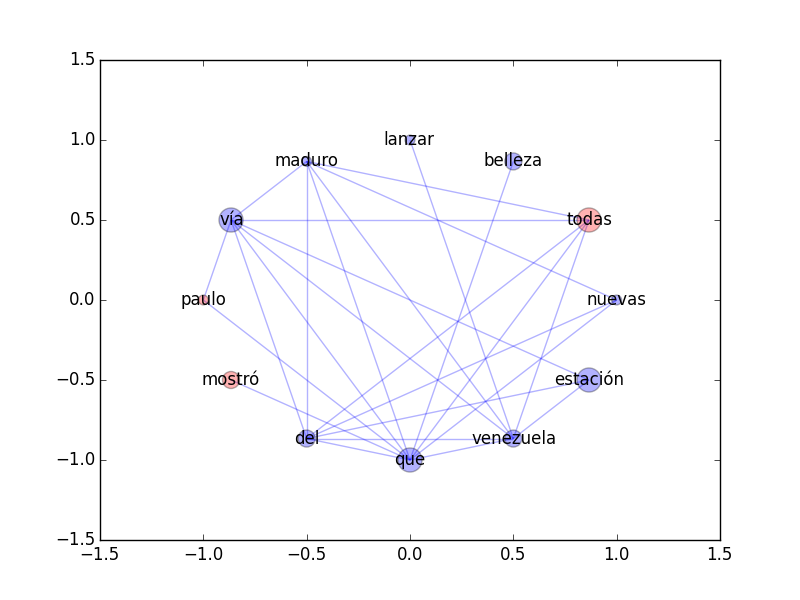 1.5
lanzar
1.0
maduro
belleza
0.5
vía
todas
0.0
paulo
nuevas
−0.5
mostró
estación
del
venezuela
−1.0
que
−1.5
−1.5 −1.0 −0.5 0.0 0.5 1.0 1.5